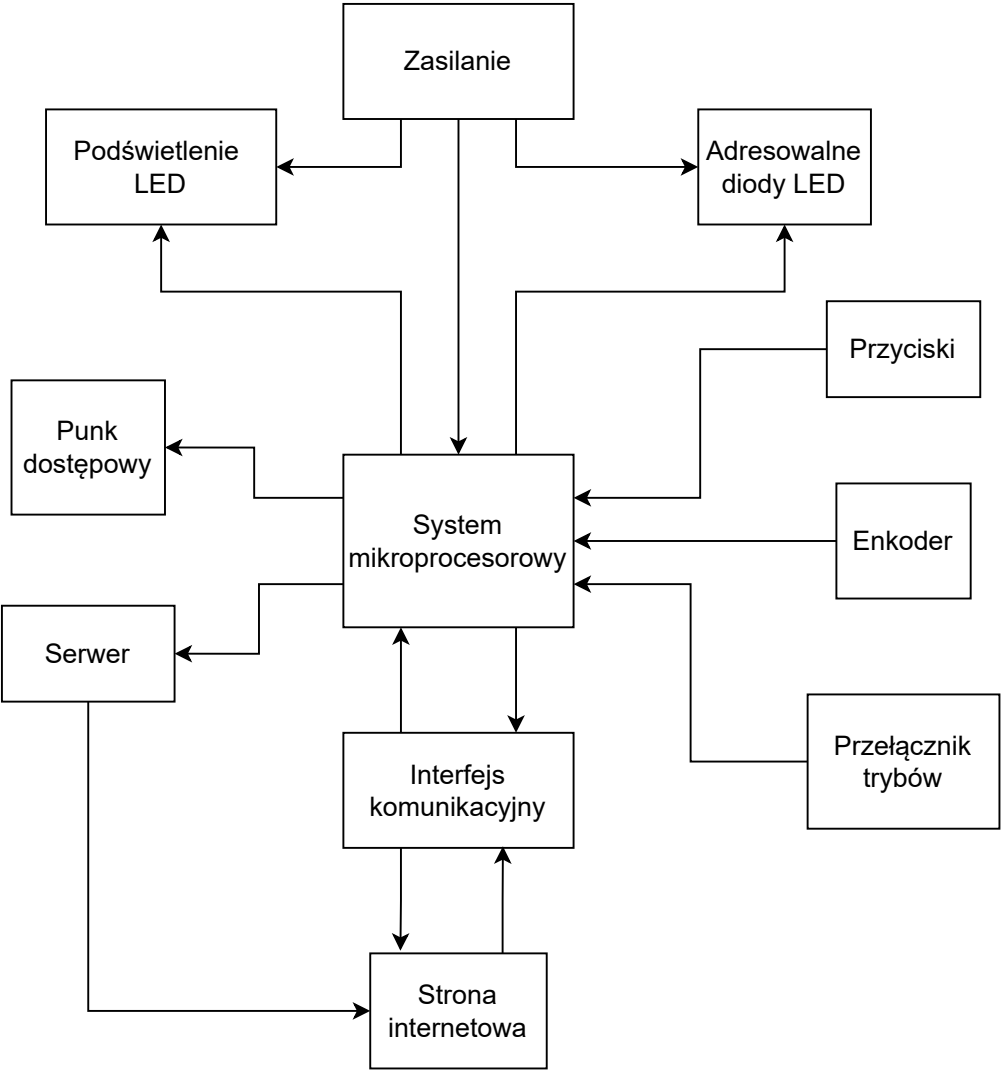 Zasilanie
Podświetlenie
LED
Adresowalne
diody LED
Przyciski
Punk
dostępowy
System
mikroprocesorowy
Enkoder
Serwer
Przełącznik
trybów
Interfejs
komunikacyjny
Strona
internetowa